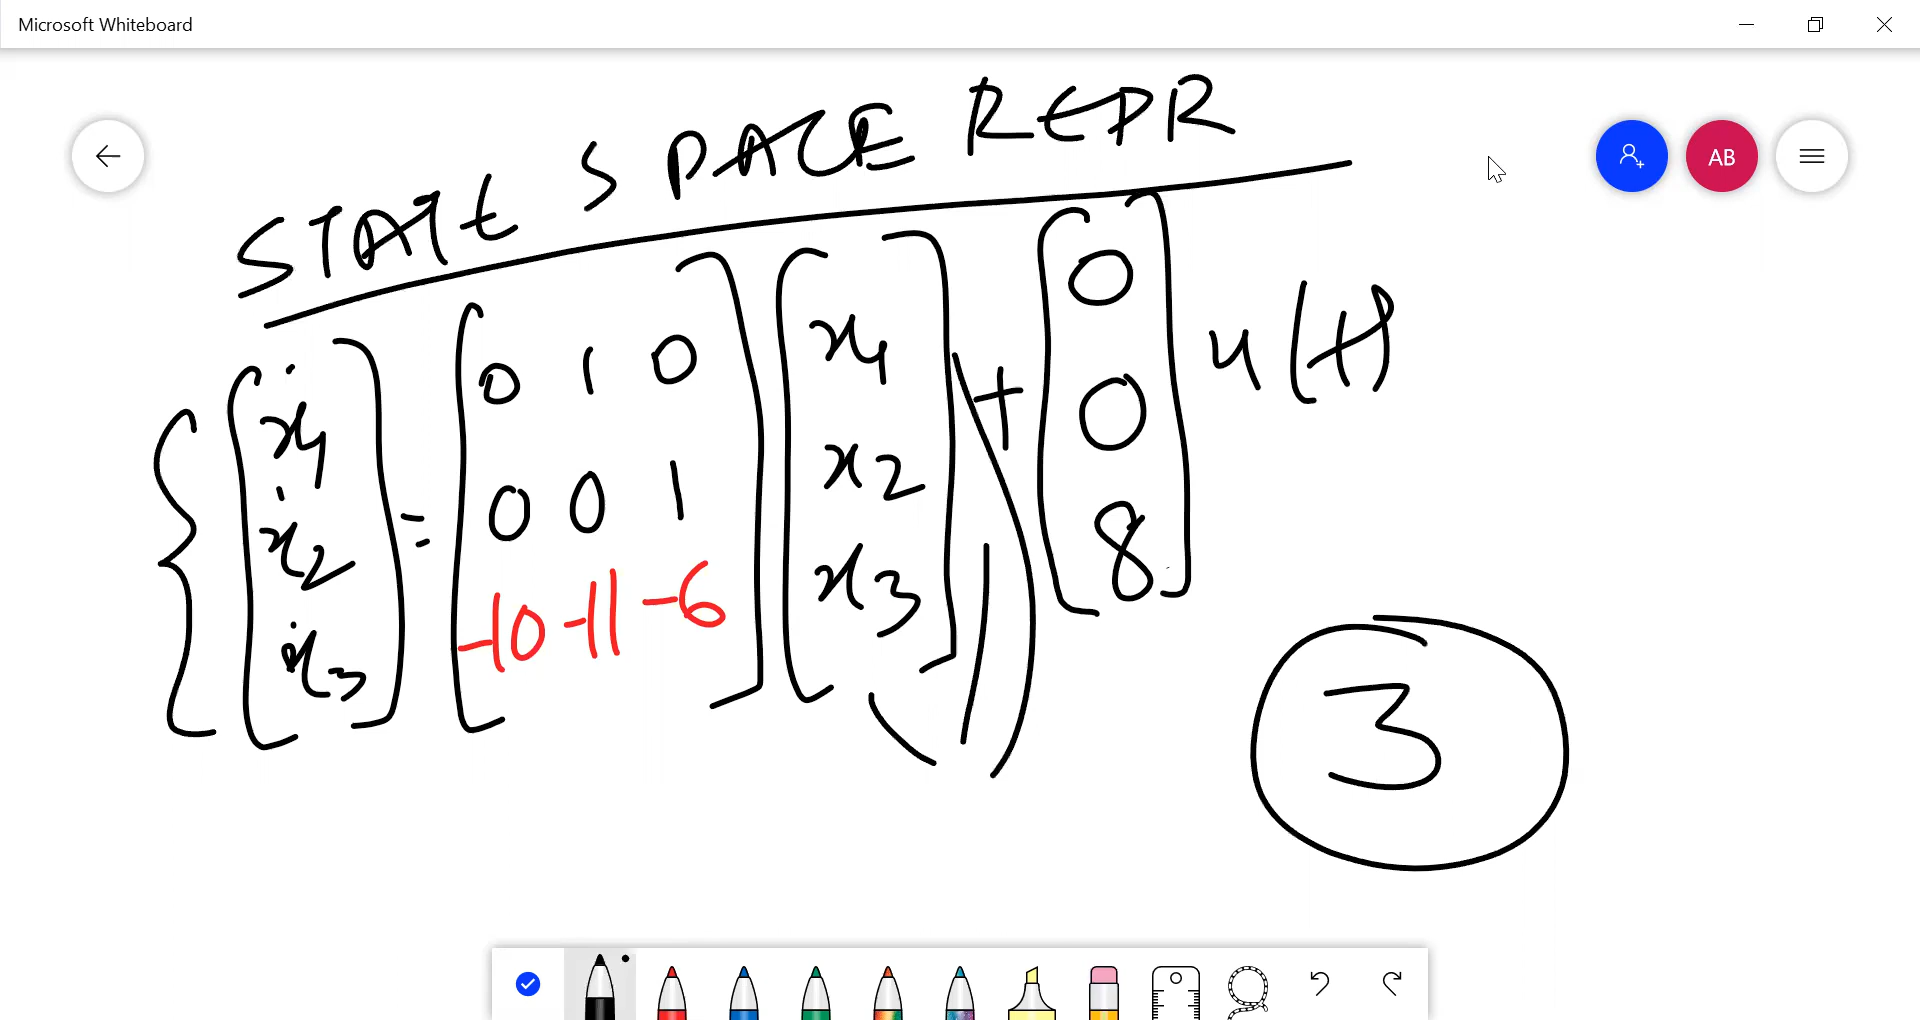 Microsoft Whiteboard
AB
STATE SPACE REPR
[ẋ1 ẋ2 ẋ3] = [0 1 0; 0 0 1; -10 -11 -6] [x1 x2 x3] + [0 0 8] u(t)
3